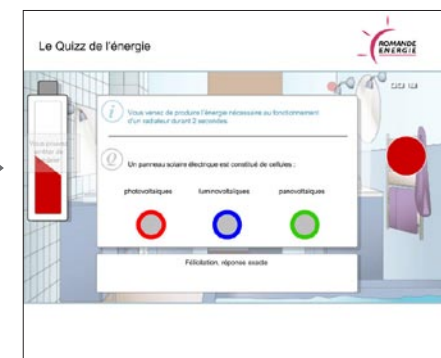 Le Quizz de l'énergie
ROMANDE
ENERGIE
i
Vous venez de produire l'énergie nécessaire au fonctionnement
d'un radiateur durant 2 secondes.
Q
Un panneau solaire électrique est constitué de cellules :
photovoltaïques luminovoltaïques panovoltaïques
Félicitation, réponse exacte